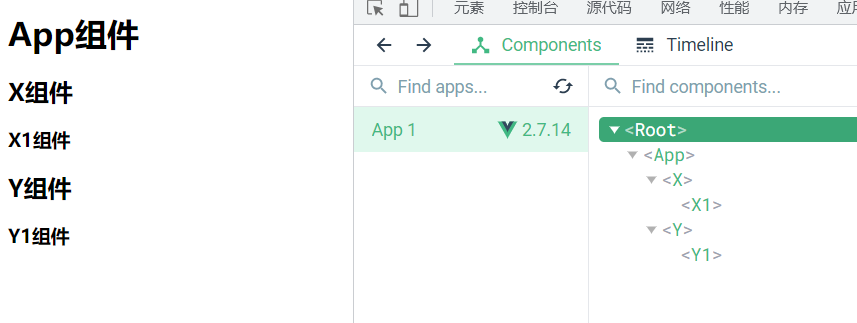 App组件
X组件
X1组件
Y组件
Y1组件
元素 控制台 源代码 网络 性能 内存
Components Timeline
Find apps... Find components...
App 1 2.7.14
<Root>
<App>
<X>
<X1>
<Y>
<Y1>